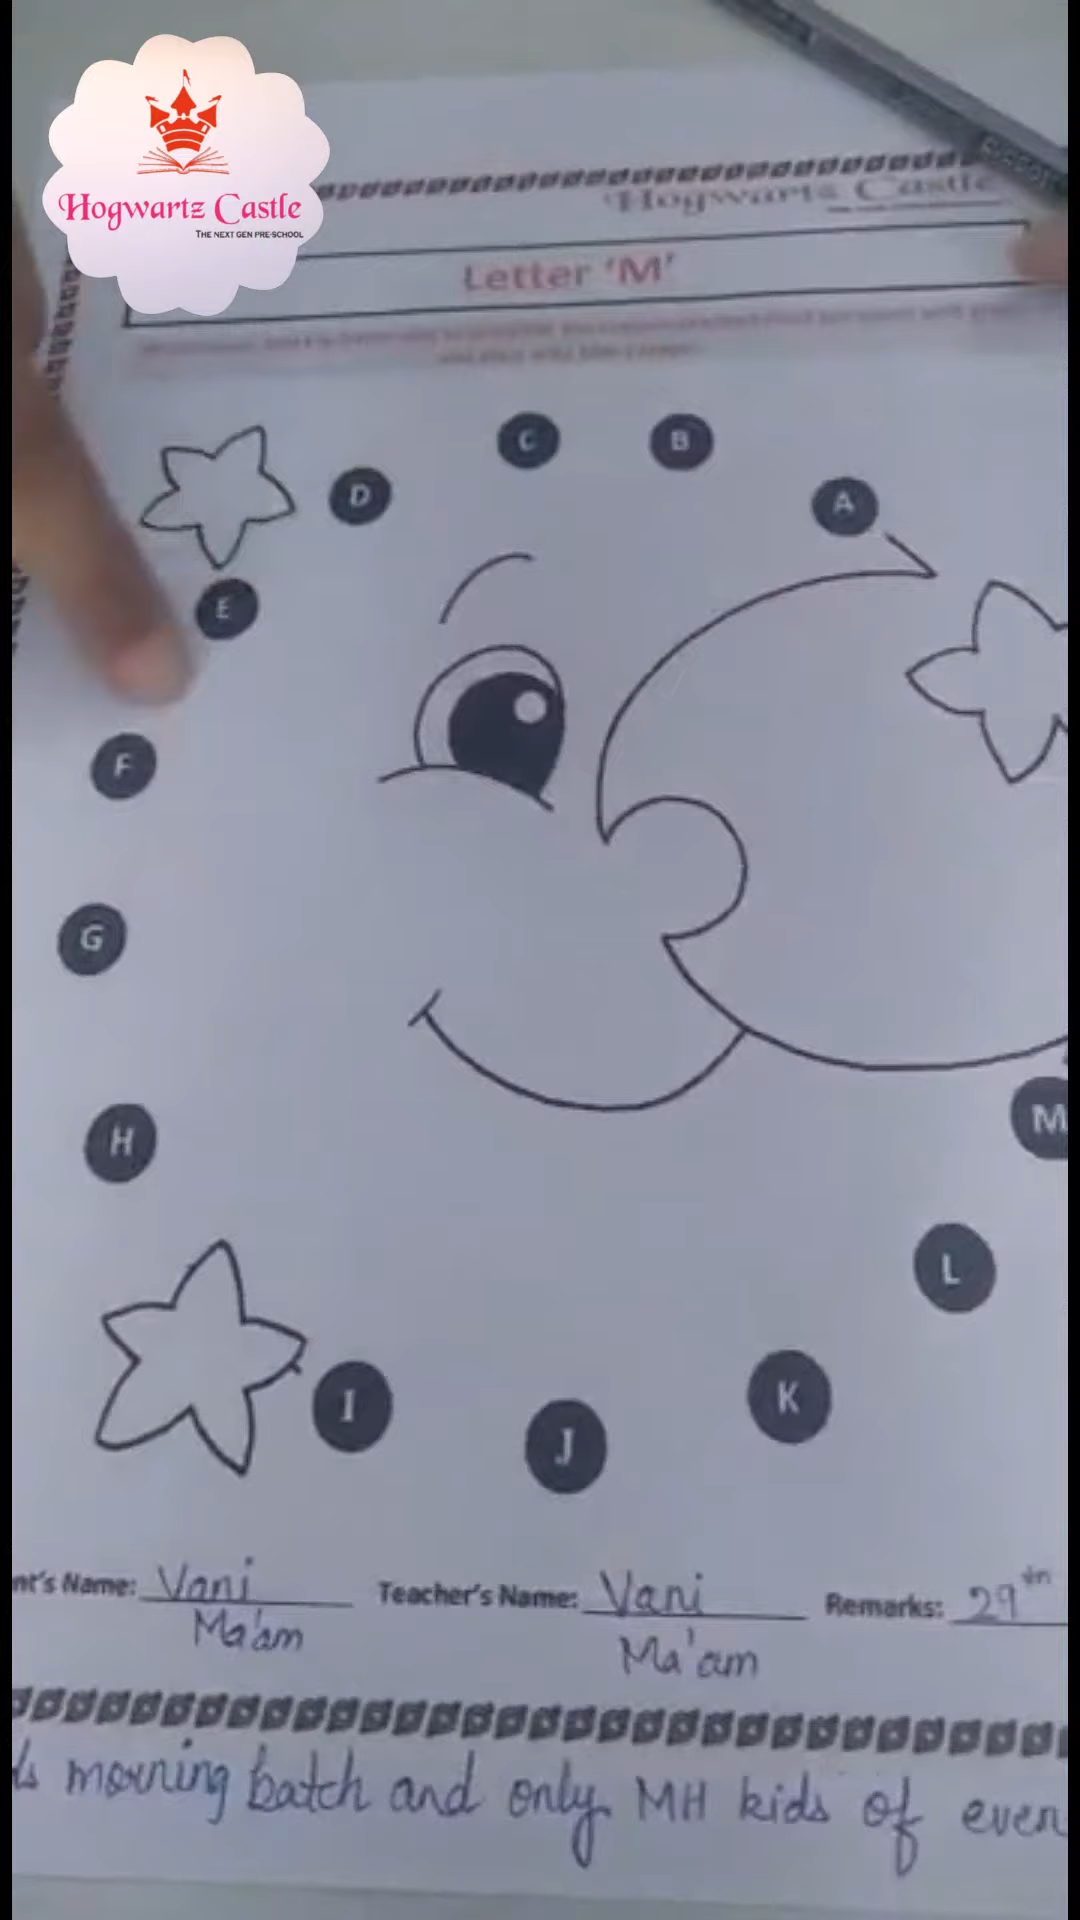 Hogwartz Castle
THE NEXT GEN PRE-SCHOOL
Hogwartz Castle
Letter 'M'
C
B
A
D
E
F
G
H
M
L
I
K
J
nt's Name: Vani Ma'am
Teacher's Name: Vani Ma'am
Remarks: 29th
ds morning batch and only MH kids of even